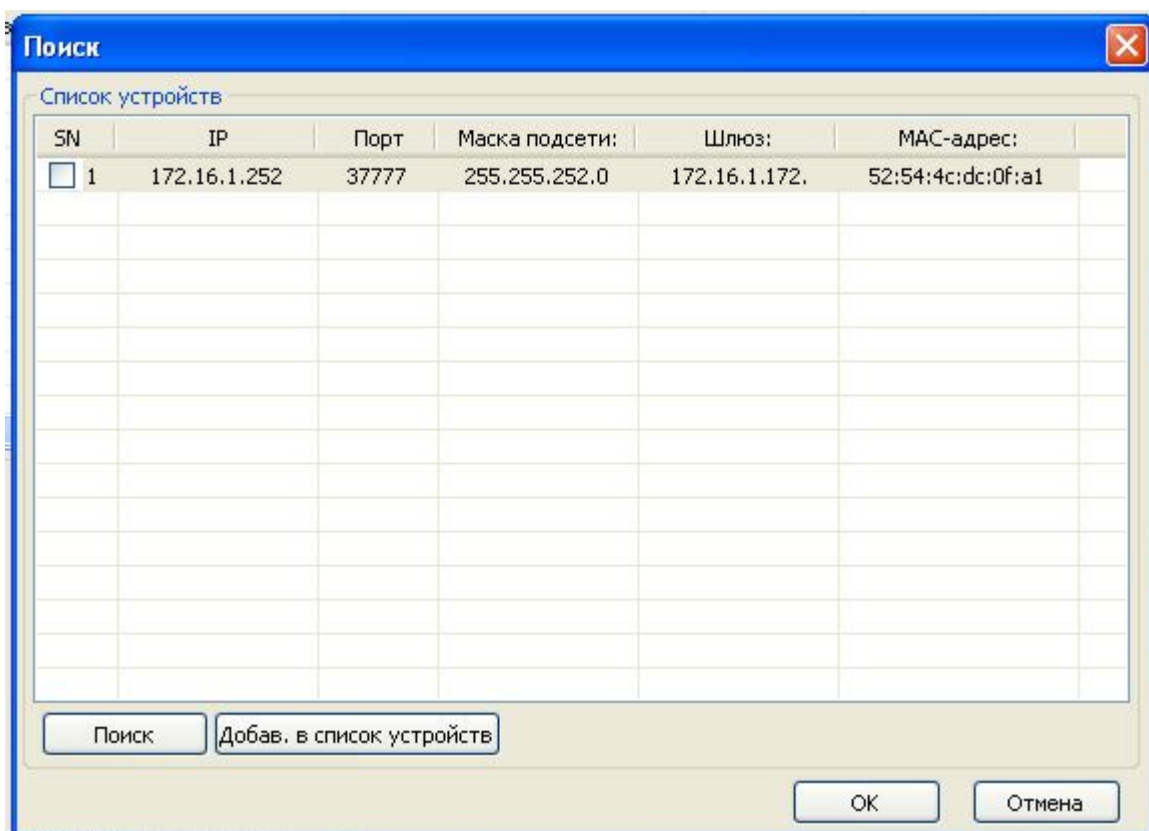 Поиск
Список устройств
SN IP Порт Маска подсети: Шлюз: MAC-адрес:
1 172.16.1.252 37777 255.255.252.0 172.16.1.172. 52:54:4c:dc:0f:a1
Поиск Добав. в список устройств
OK Отмена